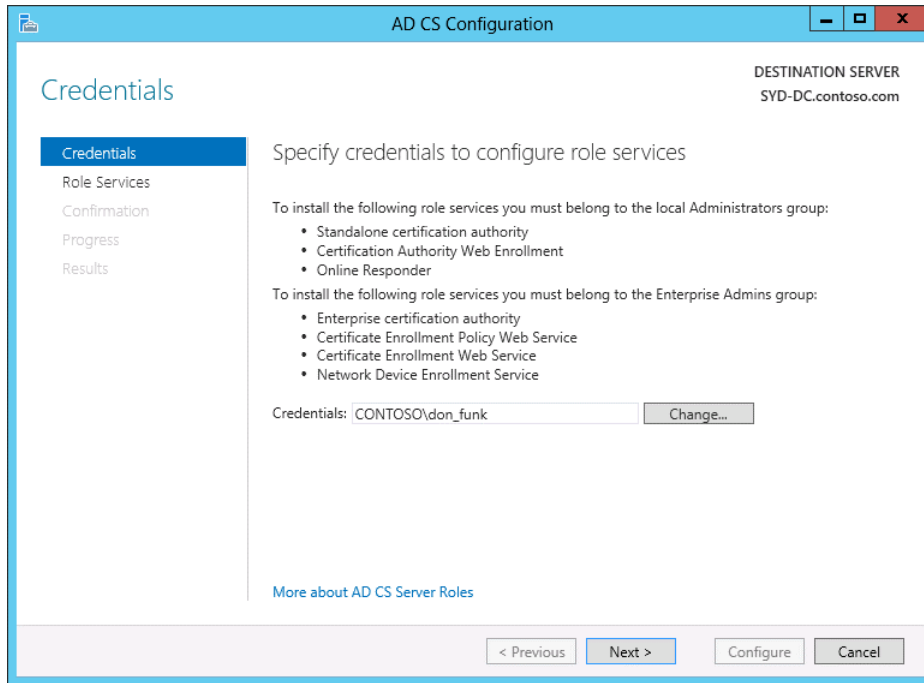 AD CS Configuration
Credentials
DESTINATION SERVER
SYD-DC.contoso.com
Credentials
Role Services
Confirmation
Progress
Results
Specify credentials to configure role services
To install the following role services you must belong to the local Administrators group:
• Standalone certification authority
• Certification Authority Web Enrollment
• Online Responder
To install the following role services you must belong to the Enterprise Admins group:
• Enterprise certification authority
• Certificate Enrollment Policy Web Service
• Certificate Enrollment Web Service
• Network Device Enrollment Service
Credentials: CONTOSO\don_funk Change...
More about AD CS Server Roles
< Previous Next > Configure Cancel